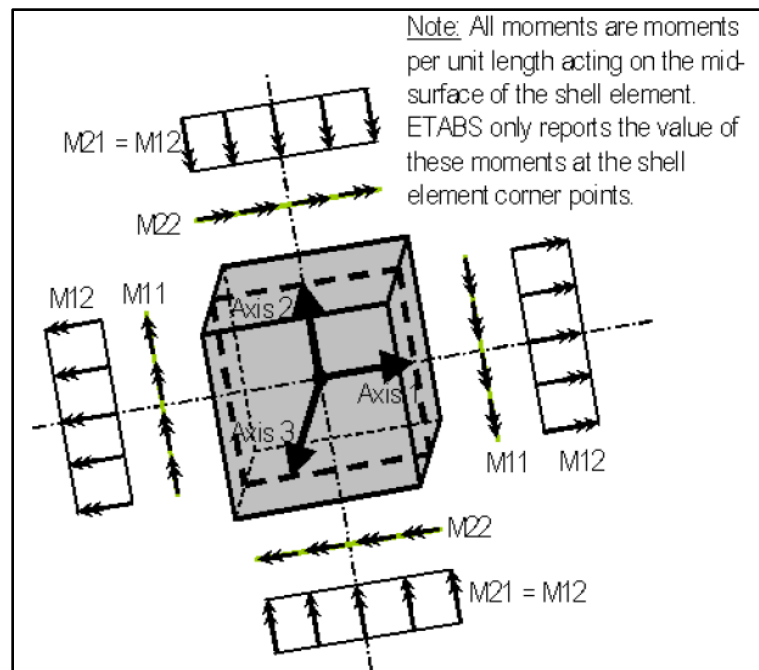 Note: All moments are moments
per unit length acting on the mid-
surface of the shell element.
ETABS only reports the value of
these moments at the shell
element corner points.
M21 = M12
M22
M12
M11
Axis 2
Axis 1
Axis 3
M11
M12
M22
M21 = M12